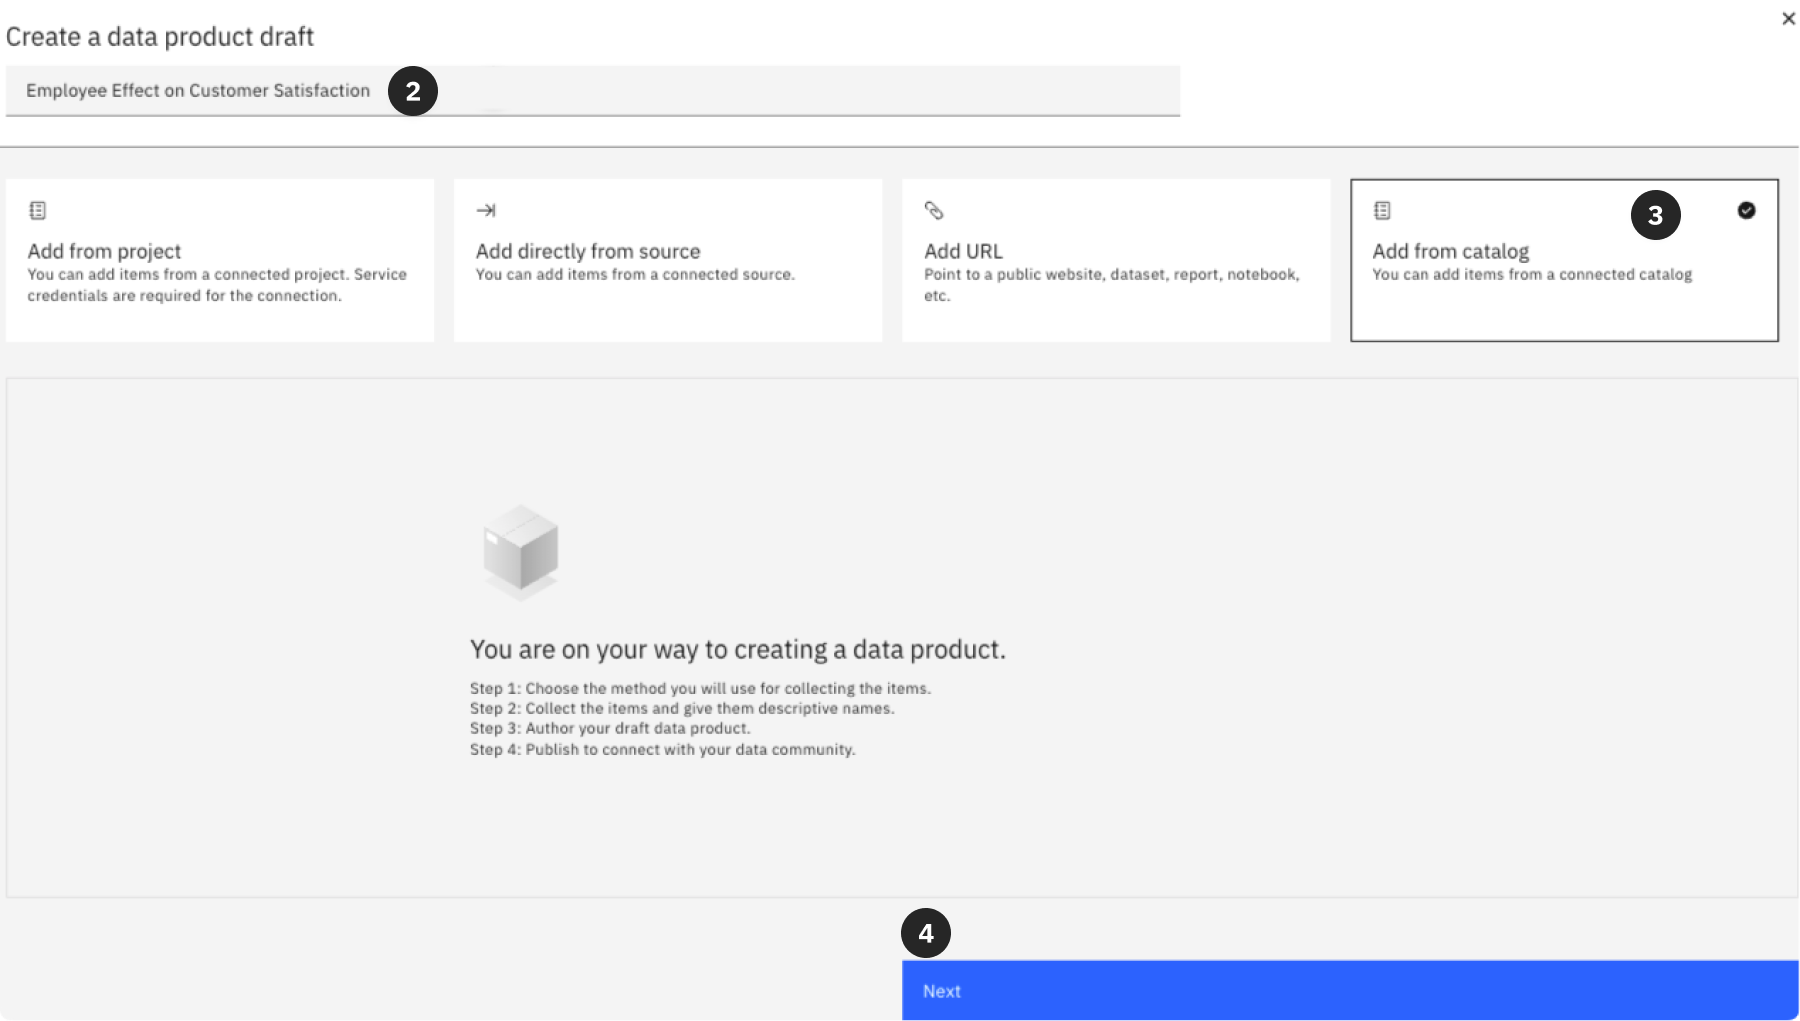 Create a data product draft
Employee Effect on Customer Satisfaction
2
Add from project
You can add items from a connected project. Service
credentials are required for the connection.
Add directly from source
You can add items from a connected source.
Add URL
Point to a public website, dataset, report, notebook,
etc.
3
Add from catalog
You can add items from a connected catalog
You are on your way to creating a data product.
Step 1: Choose the method you will use for collecting the items.
Step 2: Collect the items and give them descriptive names.
Step 3: Author your draft data product.
Step 4: Publish to connect with your data community.
4
Next